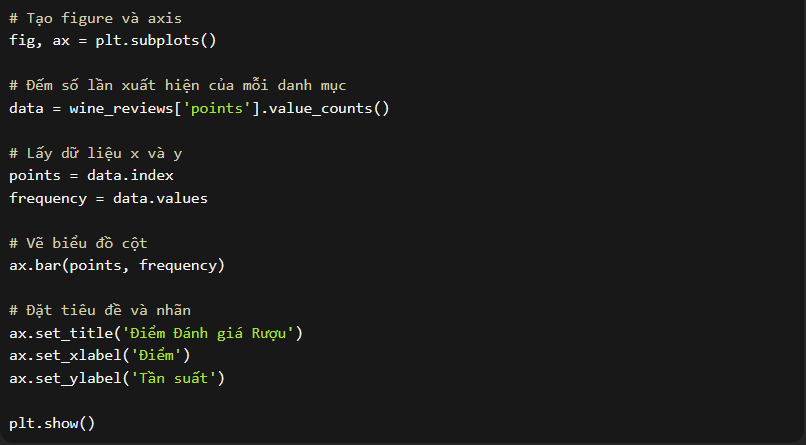 # Tạo figure và axis
fig, ax = plt.subplots()
# Đếm số lần xuất hiện của mỗi danh mục
data = wine_reviews['points'].value_counts()
# Lấy dữ liệu x và y
points = data.index
frequency = data.values
# Vẽ biểu đồ cột
ax.bar(points, frequency)
# Đặt tiêu đề và nhãn
ax.set_title('Điểm Đánh giá Rượu')
ax.set_xlabel('Điểm')
ax.set_ylabel('Tần suất')
plt.show()